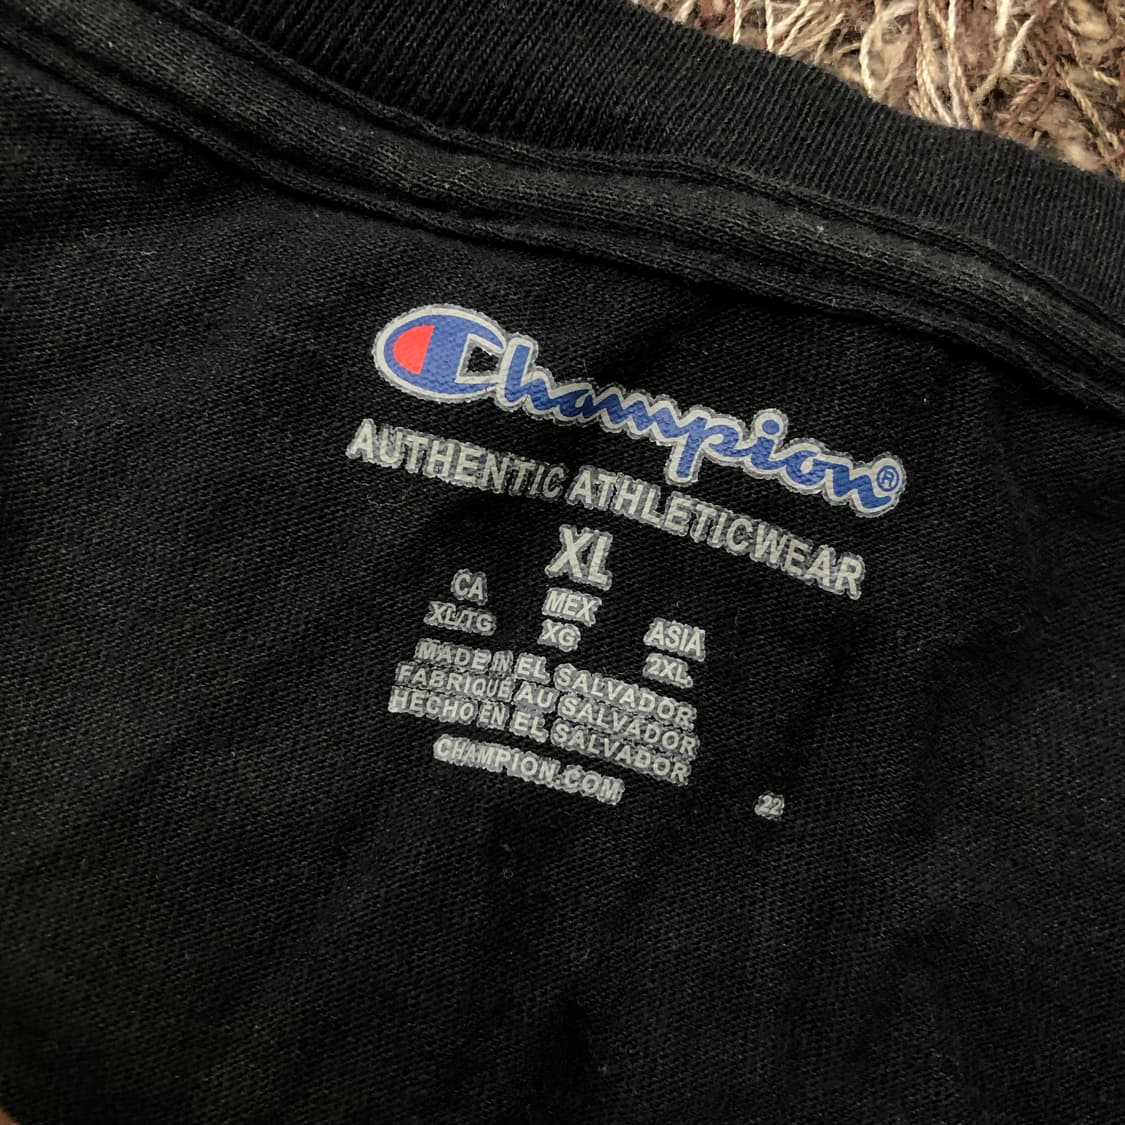 Champion®
AUTHENTIC ATHLETICWEAR
XL
CA MEX ASIA
XL/TG XG 2XL
MADE IN EL SALVADOR
FABRIQUÉ AU SALVADOR
HECHO EN EL SALVADOR
CHAMPION.COM
22